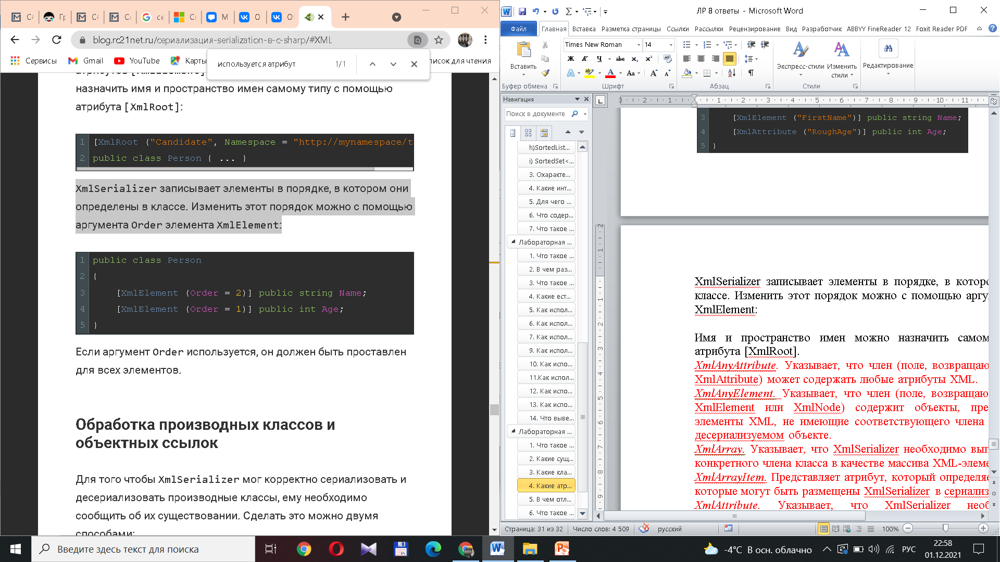 blog.rc21net.ru/сериализация-serialization-в-c-sharp/#XML
Сервисы
Gmail
YouTube
Карты
используется атрибут
1/1
назначить имя и пространство имен самому типу с помощью
атрибута [XmlRoot]:
1 [XmlRoot ("Candidate", Namespace = "http://mynamespace/t
2 public class Person { ... }
XmlSerializer записывает элементы в порядке, в котором они
определены в классе. Изменить этот порядок можно с помощью
аргумента Order элемента XmlElement:
1 public class Person
2 {
3 [XmlElement (Order = 2)] public string Name;
4 [XmlElement (Order = 1)] public int Age;
5 }
Если аргумент Order используется, он должен быть проставлен
для всех элементов.
Обработка производных классов и
объектных ссылок
Для того чтобы XmlSerializer мог корректно сериализовать и
десериализовать производные классы, ему необходимо
сообщить об их существовании. Сделать это можно двумя
способами:
ЛР 8 ответы - Microsoft Word
Файл
Главная
Вставка
Разметка страницы
Ссылки
Рассылки
Рецензирование
Вид
Разработчик
ABBYY FineReader 12
Foxit Reader PDF
Вставить
Буфер обмена
Times New Roman
14
Шрифт
Абзац
Экспресс-стили
Изменить стили
Стили
Редактирование
Навигация
Поиск в документе
h)SortedList...
i) SortedSet<...
3. Охаракте...
4. Какие инт...
5. Для чего ...
6. Что содер...
7. Что такое ...
Лабораторная ...
1. Что такое ...
2. В чем раз...
3. Что такое ...
4. Какие ест...
5. Как испол...
6. Как испол...
7. Как испол...
9. Как испол...
10. Как испо...
11.Как испол...
12. Как испо...
13. Как испо...
14. Что выве...
Лабораторная ...
1. Что такое ...
2. Какие сущ...
3. Какие кла...
4. Какие атр...
5. В чем отл...
6. Что такое ...
3 [XmlElement ("FirstName")] public string Name;
4 [XmlAttribute ("RoughAge")] public int Age;
5 }
XmlSerializer записывает элементы в порядке, в которо
классе. Изменить этот порядок можно с помощью аргу
XmlElement:
Имя и пространство имен можно назначить самом
атрибута [XmlRoot].
XmlAnyAttribute. Указывает, что член (поле, возвращаю
XmlAttribute) может содержать любые атрибуты XML.
XmlAnyElement. Указывает, что член (поле, возвращаю
XmlElement или XmlNode) содержит объекты, пре
элементы XML, не имеющие соответствующего члена
десериализуемом объекте.
XmlArray. Указывает, что XmlSerializer необходимо вып
конкретного члена класса в качестве массива XML-элеме
XmlArrayItem. Представляет атрибут, который определяе
которые могут быть размещены XmlSerializer в сериализ
XmlAttribute. Указывает, что XmlSerializer необ
Страница: 31 из 32
Число слов: 4 509
русский
100%
Введите здесь текст для поиска
-4°C В осн. облачно
РУС
22:58
01.12.2021